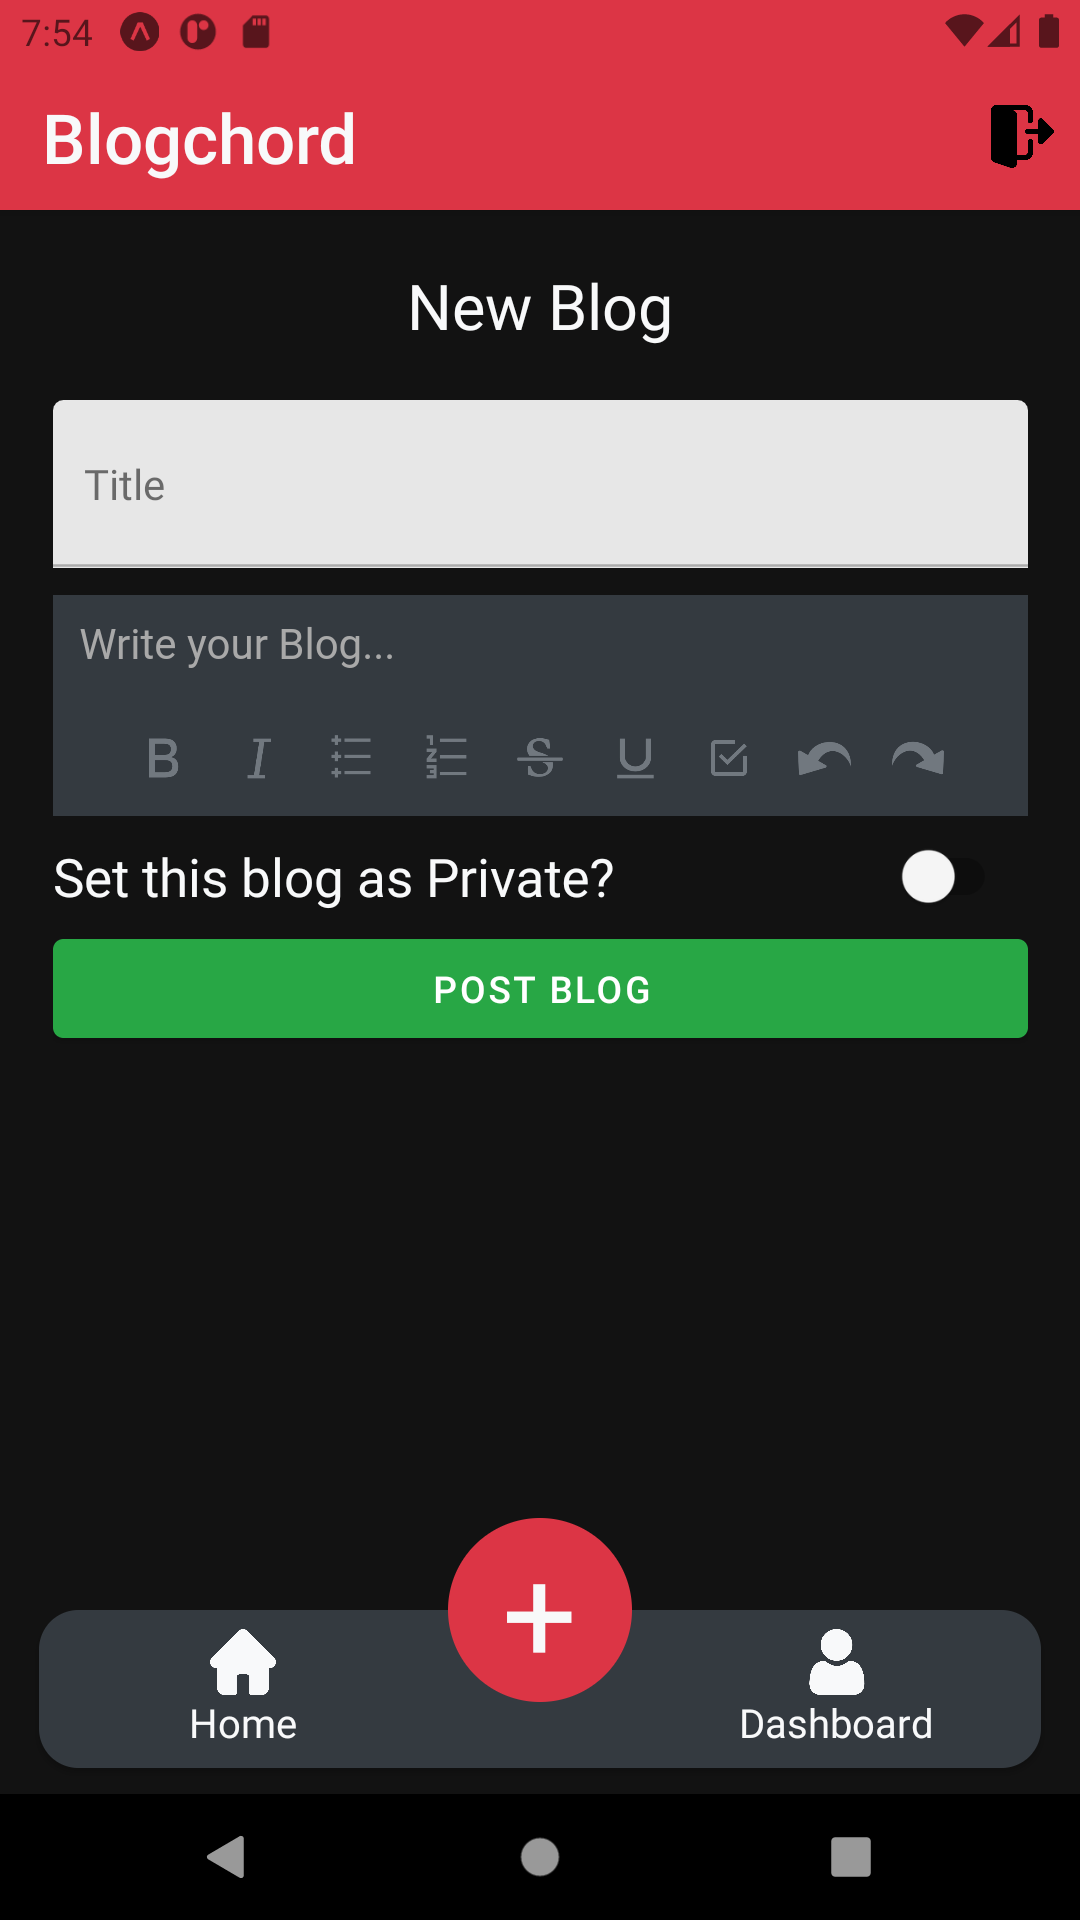 7:54
Blogchord
New Blog
Title
Write your Blog...
Set this blog as Private?
POST BLOG
Home
Dashboard